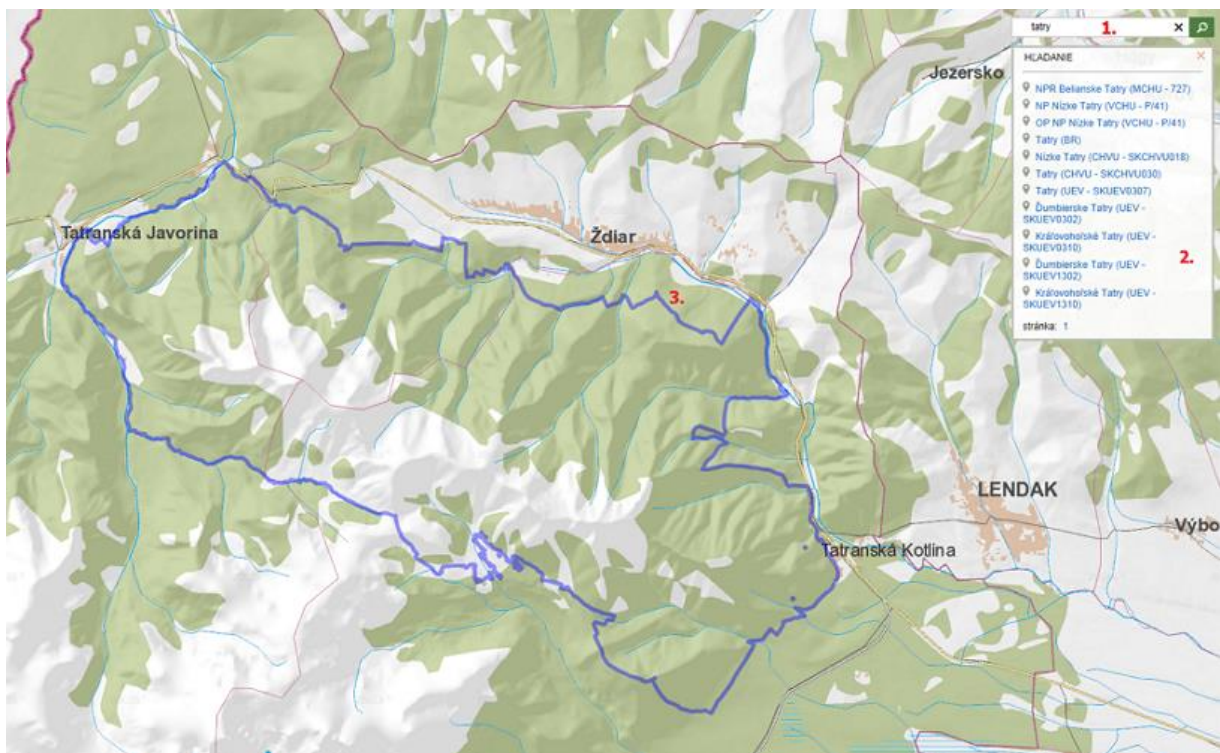 tatry
1.
HĽADANIE
NPR Belianske Tatry (MCHU - 727)
NP Nízke Tatry (VCHU - P/41)
OP NP Nízke Tatry (VCHU - P/41)
Tatry (BR)
Nízke Tatry (CHVU - SKCHVU018)
Tatry (CHVU - SKCHVU030)
Tatry (UEV - SKUEV0307)
Ďumbierske Tatry (UEV -
SKUEV0302)
Kráľovohoľské Tatry (UEV -
SKUEV0310)
Ďumbierske Tatry (UEV -
SKUEV1302)
Kráľovohoľské Tatry (UEV -
SKUEV1310)
stránka: 1
2.
Jezersko
Tatranská Javorina
Ždiar
3.
LENDAK
Výbo
Tatranská Kotlina